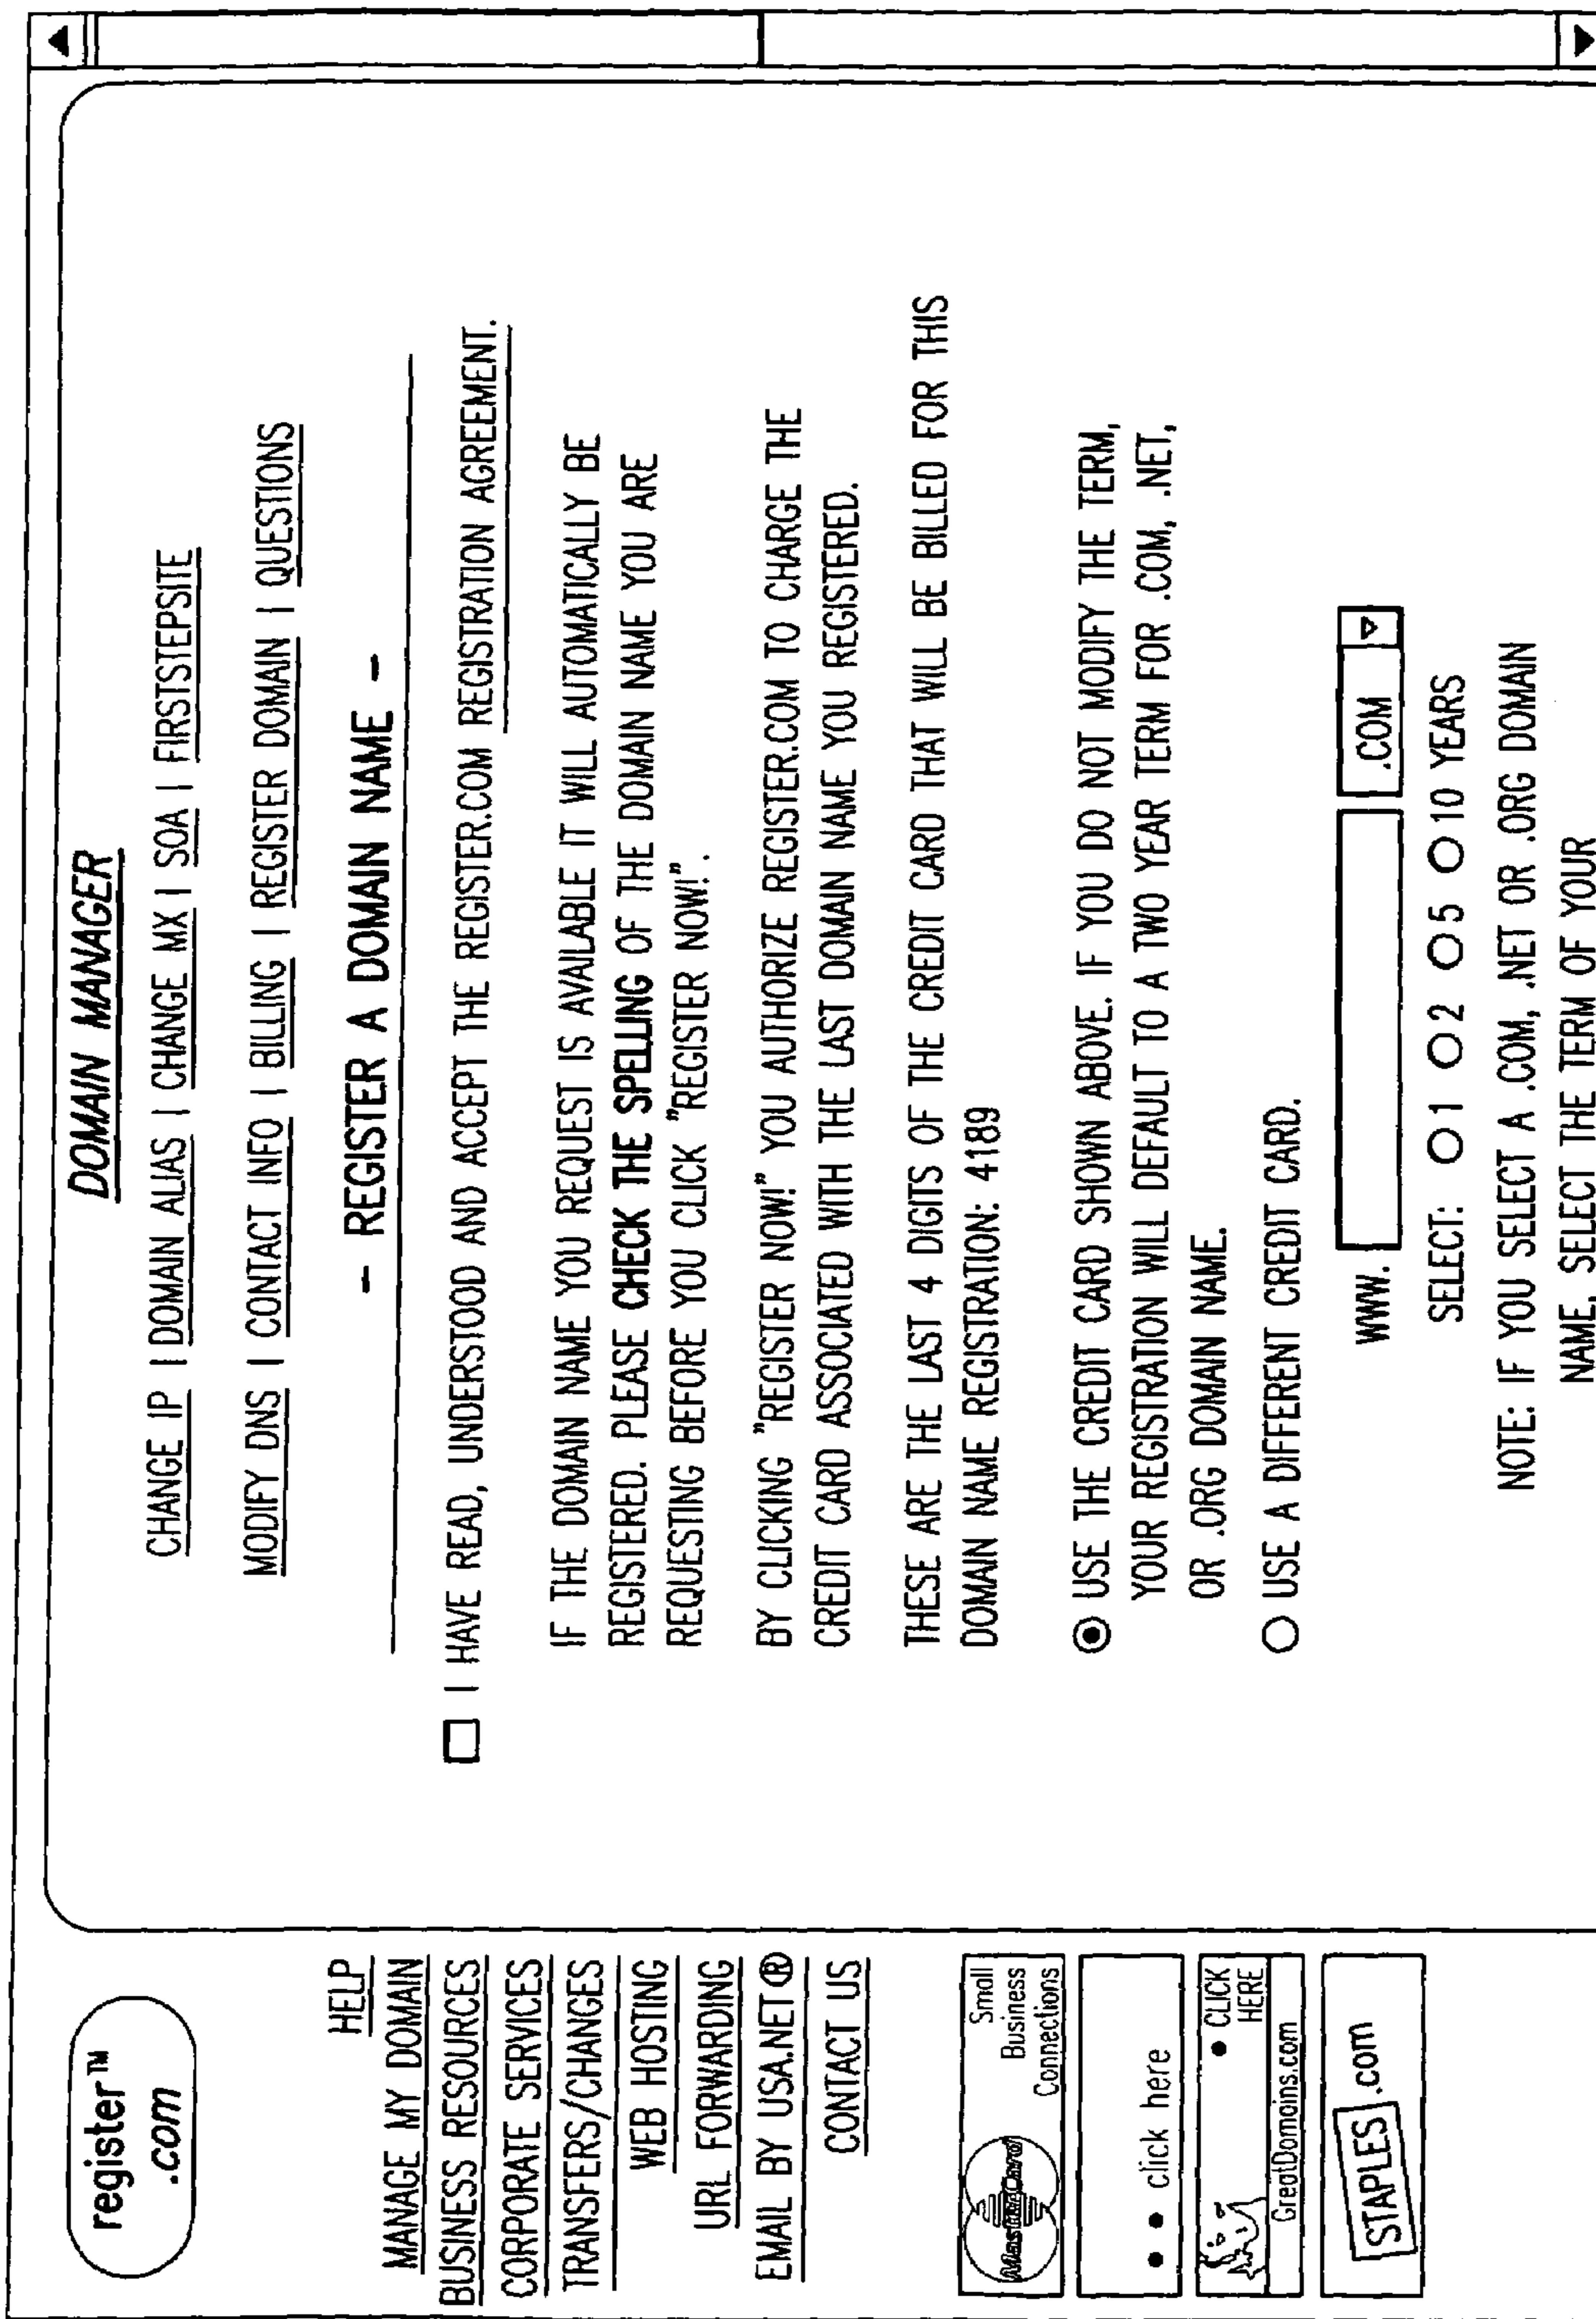 register™
.com
HELP
MANAGE MY DOMAIN
BUSINESS RESOURCES
CORPORATE SERVICES
TRANSFERS/CHANGES
WEB HOSTING
URL FORWARDING
EMAIL BY USA.NET®
CONTACT US
MasterCard
Small
Business
Connections
• • click here
• CLICK
HERE
GreatDomains.com
STAPLES.com
DOMAIN MANAGER
CHANGE IP | DOMAIN ALIAS | CHANGE MX | SOA | FIRSTSTEPSITE
MODIFY DNS | CONTACT INFO | BILLING | REGISTER DOMAIN | QUESTIONS
- REGISTER A DOMAIN NAME -
I HAVE READ, UNDERSTOOD AND ACCEPT THE REGISTER.COM REGISTRATION AGREEMENT.
IF THE DOMAIN NAME YOU REQUEST IS AVAILABLE IT WILL AUTOMATICALLY BE
REGISTERED. PLEASE CHECK THE SPELLING OF THE DOMAIN NAME YOU ARE
REQUESTING BEFORE YOU CLICK "REGISTER NOW!".
BY CLICKING "REGISTER NOW!" YOU AUTHORIZE REGISTER.COM TO CHARGE THE
CREDIT CARD ASSOCIATED WITH THE LAST DOMAIN NAME YOU REGISTERED.
THESE ARE THE LAST 4 DIGITS OF THE CREDIT CARD THAT WILL BE BILLED FOR THIS
DOMAIN NAME REGISTRATION: 4189
USE THE CREDIT CARD SHOWN ABOVE. IF YOU DO NOT MODIFY THE TERM,
YOUR REGISTRATION WILL DEFAULT TO A TWO YEAR TERM FOR .COM, .NET,
OR .ORG DOMAIN NAME.
USE A DIFFERENT CREDIT CARD.
WWW. .COM
SELECT: 1 2 5 10 YEARS
NOTE: IF YOU SELECT A .COM, .NET OR .ORG DOMAIN
NAME, SELECT THE TERM OF YOUR